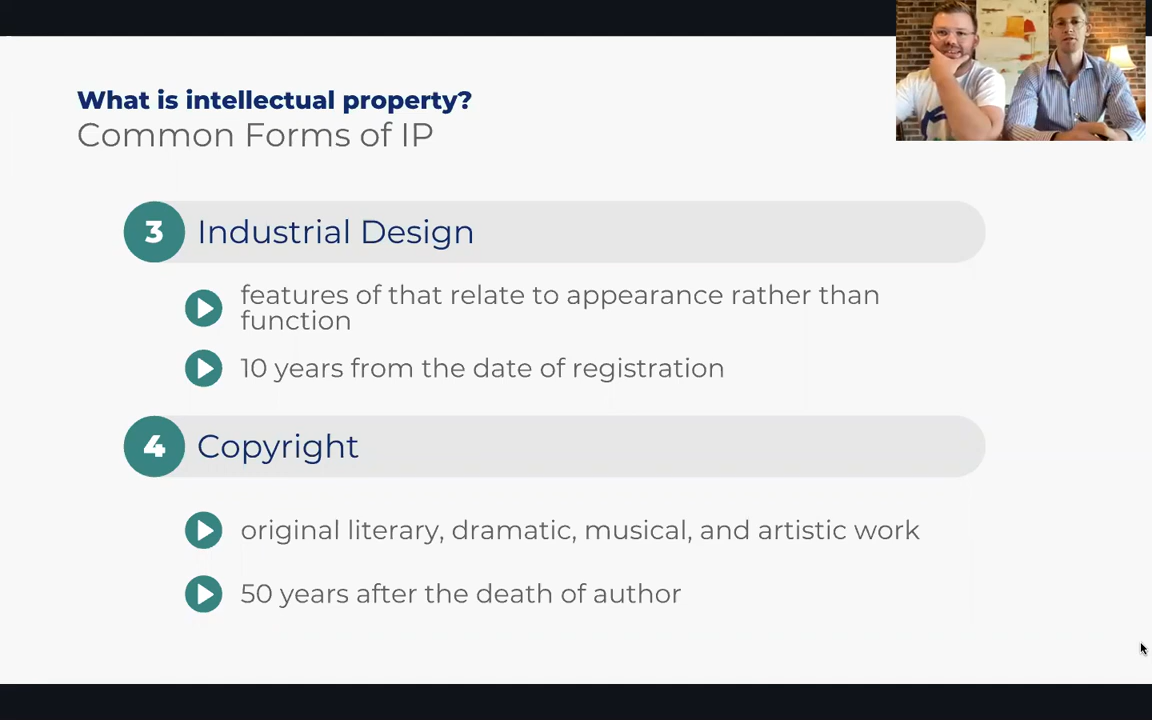 What is intellectual property?
Common Forms of IP
3 Industrial Design
features of that relate to appearance rather than
function
10 years from the date of registration
4 Copyright
original literary, dramatic, musical, and artistic work
50 years after the death of author